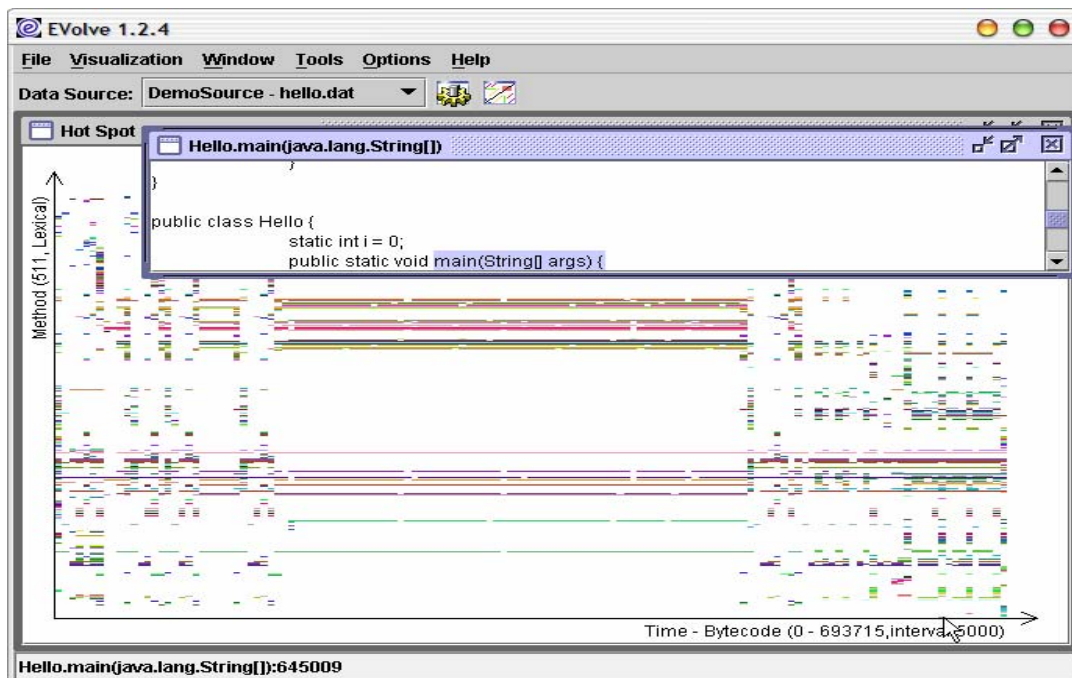 EVolve 1.2.4
File Visualization Window Tools Options Help
Data Source: DemoSource - hello.dat
Hot Spot
Hello.main(java.lang.String[])
}
}
public class Hello {
static int i = 0;
public static void main(String[] args) {
Method (511, Lexical)
Time - Bytecode (0 - 693715,interval 5000)
Hello.main(java.lang.String[]):645009